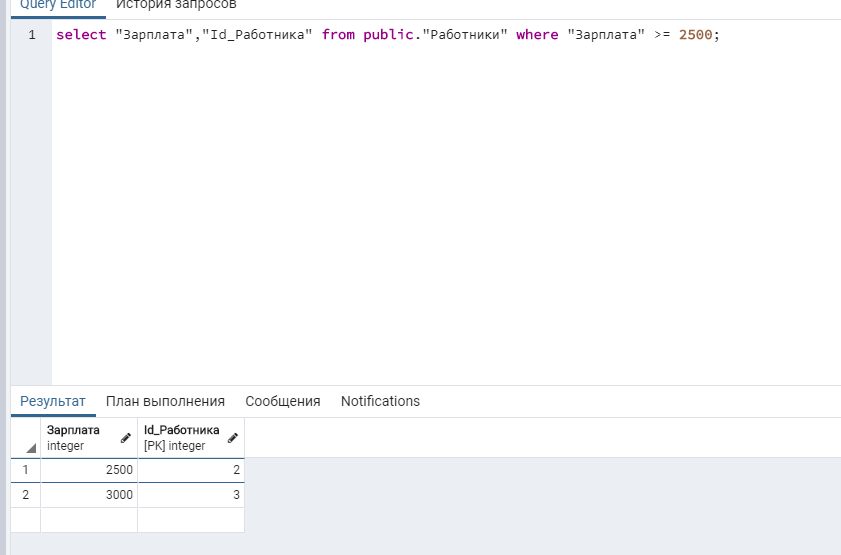 Query Editor История запросов
1 select "Зарплата","Id_Работника" from public."Работники" where "Зарплата" >= 2500;
Результат План выполнения Сообщения Notifications
Зарплата Id_Работника
integer [PK] integer
1 2500 2
2 3000 3